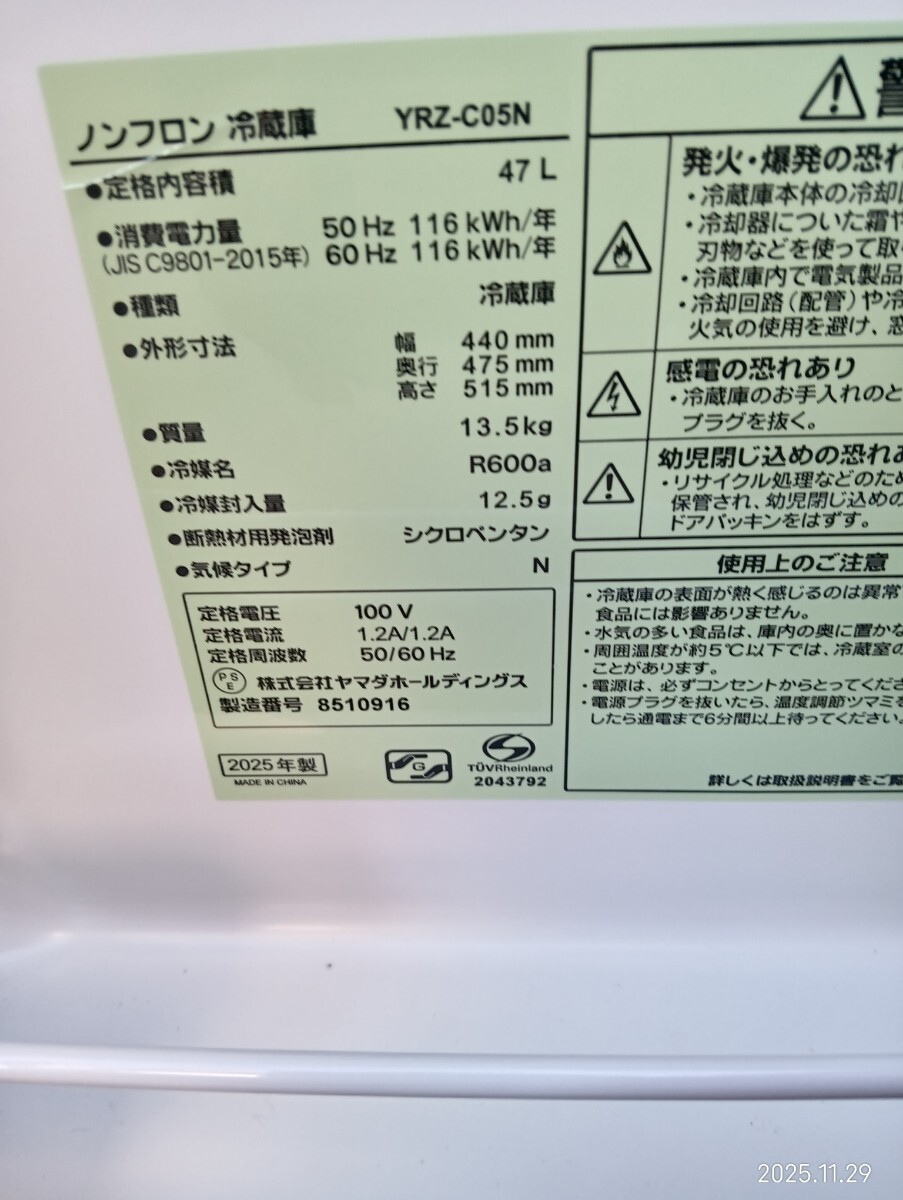 ノンフロン 冷蔵庫 YRZ-C05N
●定格内容積 47 L
●消費電力量 50 Hz 116 kWh/年
(JIS C9801-2015年) 60 Hz 116 kWh/年
●種類 冷蔵庫
●外形寸法 幅 440 mm
奥行 475 mm
高さ 515 mm
●質量 13.5kg
●冷媒名 R600a
●冷媒封入量 12.5g
●断熱材用発泡剤 シクロペンタン
●気候タイプ N
定格電圧 100 V
定格電流 1.2A/1.2A
定格周波数 50/60 Hz
PSE 株式会社ヤマダホールディングス
製造番号 8510916
2025年製
MADE IN CHINA
G
TÜVRheinland
2043792
警
発火・爆発の恐れ
・冷蔵庫本体の冷却
・冷却器についた霜や
刃物などを使って取
・冷蔵庫内で電気製品
・冷却回路(配管)や冷
火気の使用を避け、窓
感電の恐れあり
・冷蔵庫のお手入れのと
プラグを抜く。
幼児閉じ込めの恐れあ
・リサイクル処理などのため
保管され、幼児閉じ込めの
ドアパッキンをはずす。
使用上のご注意
・冷蔵庫の表面が熱く感じるのは異常
食品には影響ありません。
・水気の多い食品は、庫内の奥に置かな
・周囲温度が約5℃以下では、冷蔵室の
ことがあります。
・電源は、必ずコンセントからとってくださ
・電源プラグを抜いたら、温度調節ツマミを
したら通電まで6分間以上待ってください。
詳しくは取扱説明書をご覧
2025.11.29